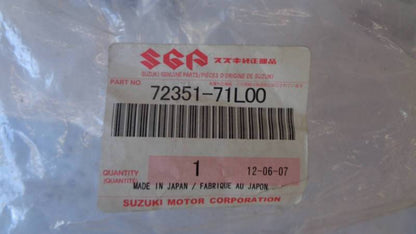 SGP スズキ純正部品
SUZUKI GENUINE PARTS/PIÈCES D'ORIGINE DE SUZUKI
PART NO.
72351-71L00
QUANTITY
(QUANTITÉ)
1 12-06-07
MADE IN JAPAN / FABRIQUE AU JAPON
SUZUKI MOTOR CORPORATION